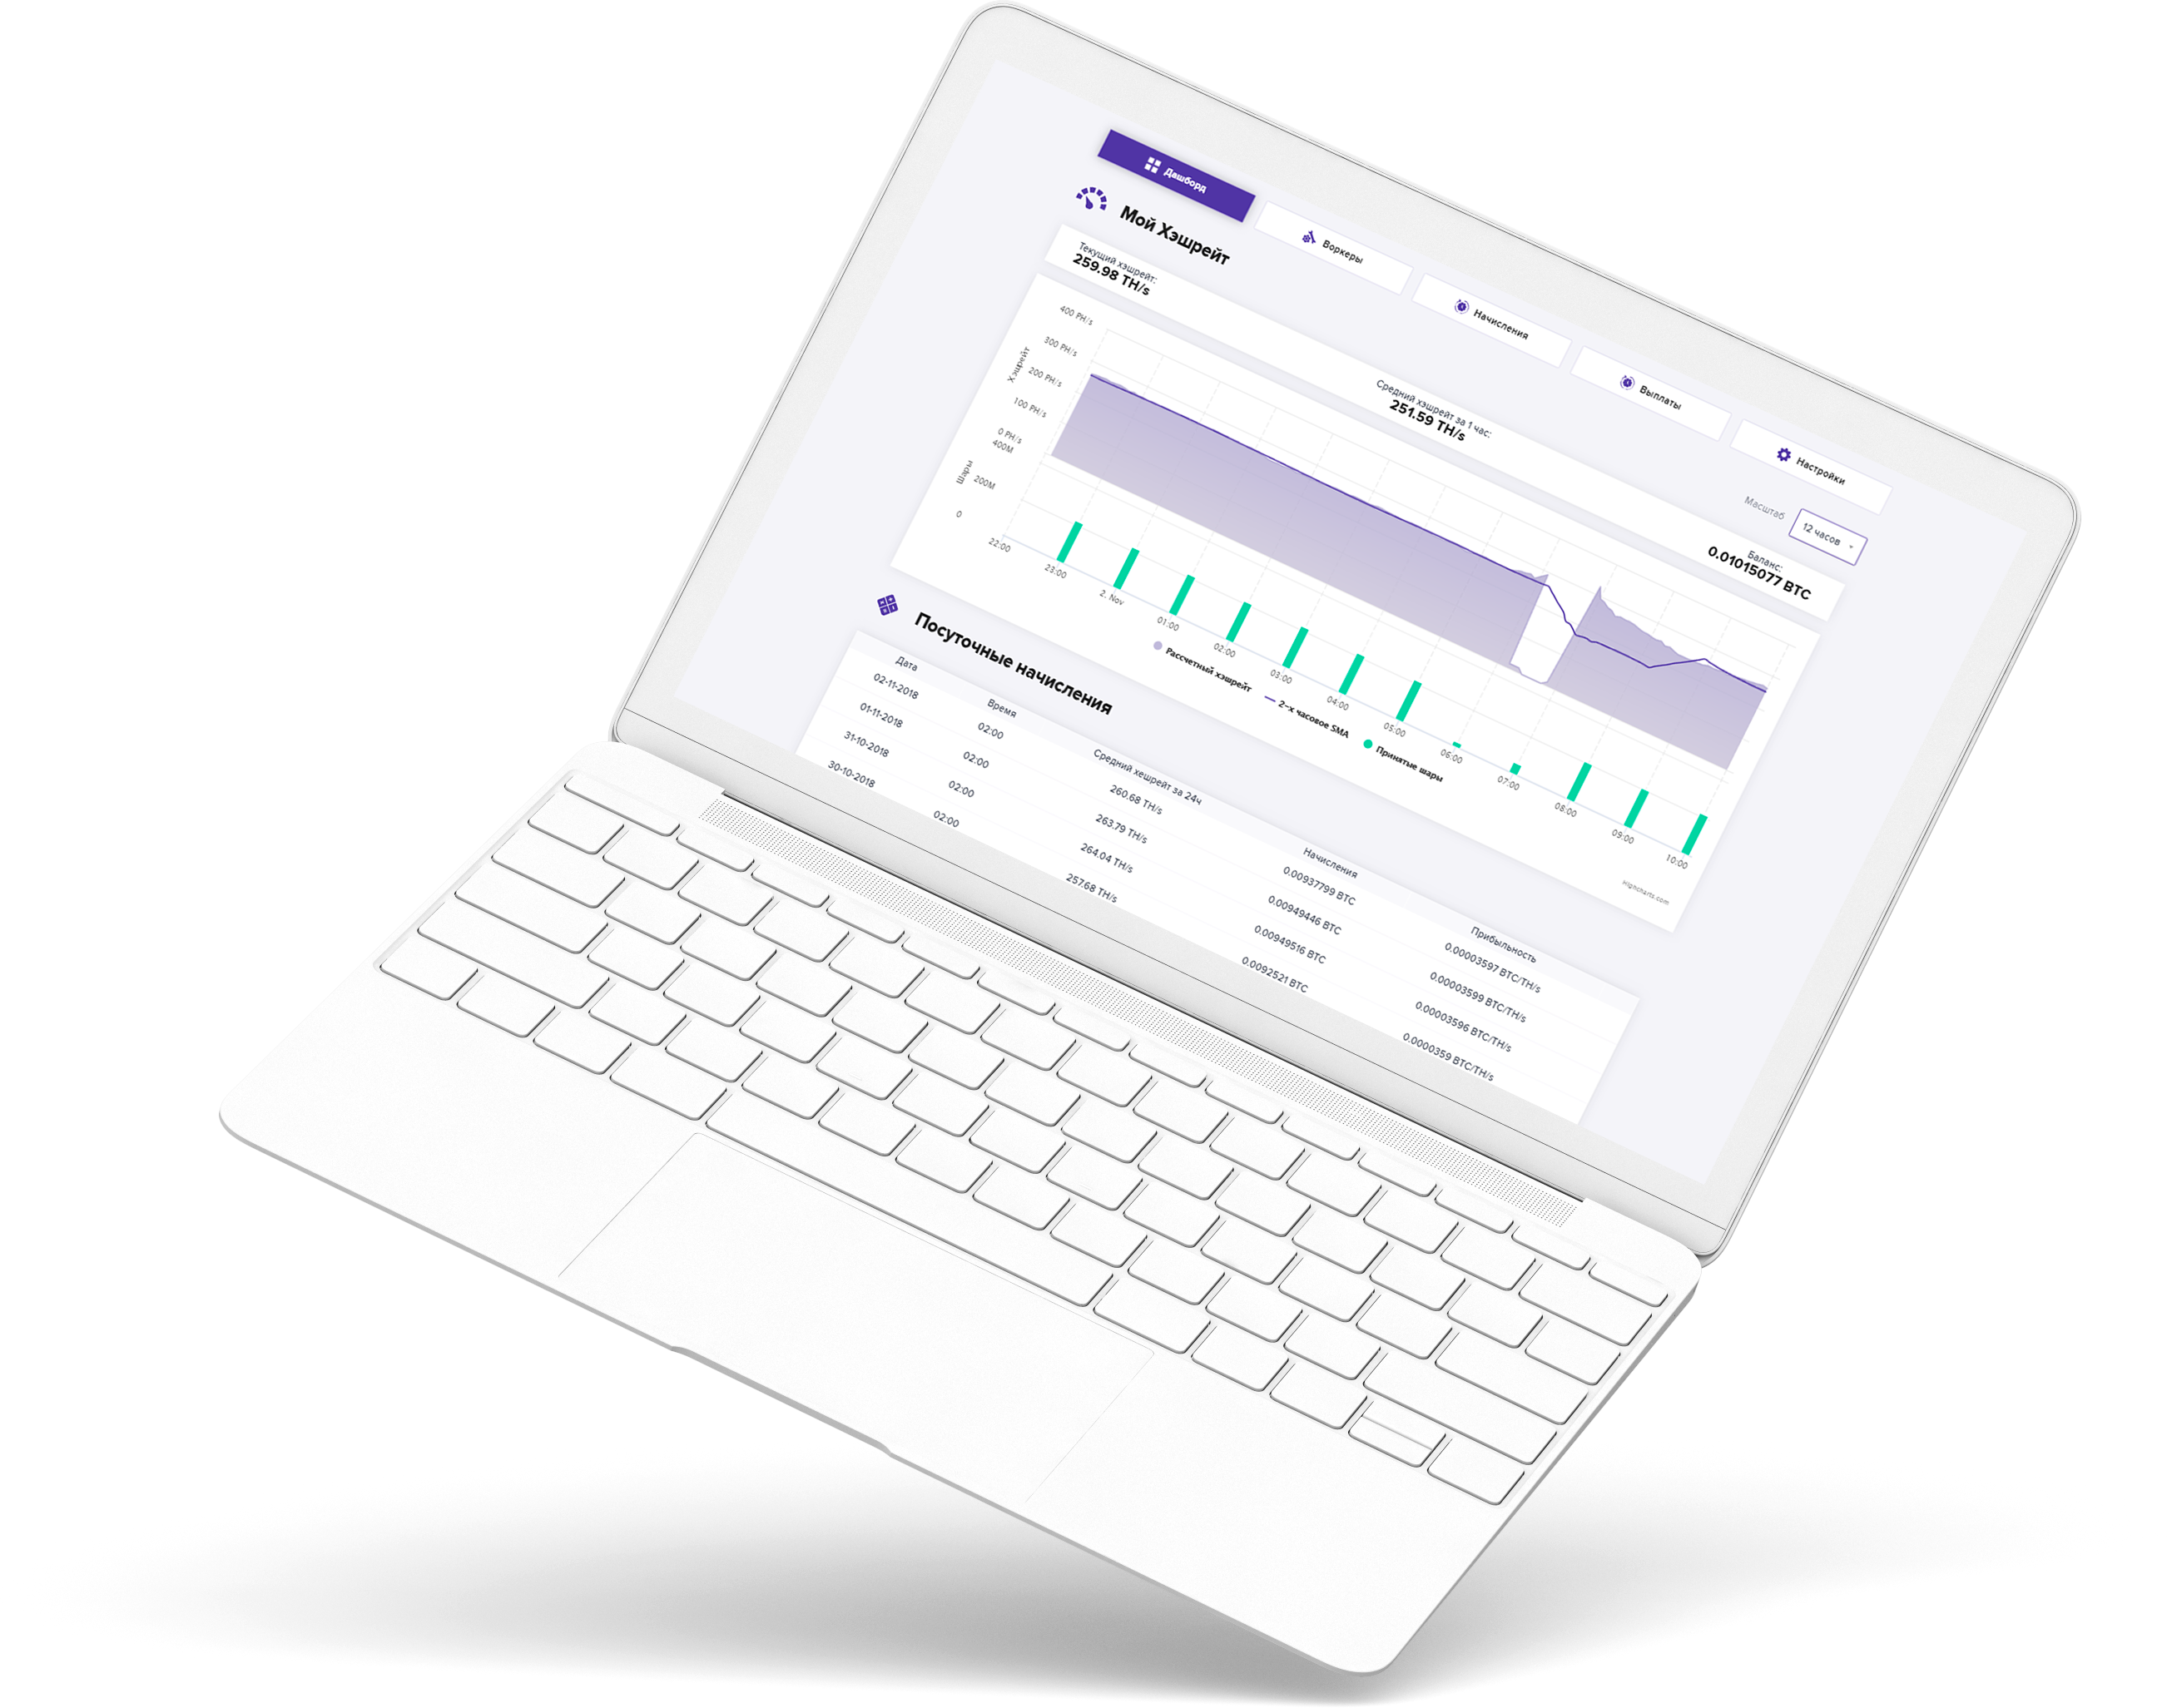 Дашборд
Воркеры
Начисления
Выплаты
Настройки
Мой Хэшрейт
Масштаб
12 часов
Текущий хэшрейт:
259.98 TH/s
Средний хэшрейт за 1 час:
251.59 TH/s
Баланс:
0.01015077 BTC
Хэшрейт
400 PH/s
300 PH/s
200 PH/s
100 PH/s
0 PH/s
Шары
400M
200M
0
22:00
23:00
2. Nov
01:00
02:00
03:00
04:00
05:00
06:00
07:00
08:00
09:00
10:00
Рассчетный хэшрейт
2-х часовое SMA
Принятые шары
Highcharts.com
Посуточные начисления
Дата Время Средний хешрейт за 24ч Начисления Прибыльность
02-11-2018 02:00 260.68 TH/s 0.00937799 BTC 0.00003597 BTC/TH/s
01-11-2018 02:00 263.79 TH/s 0.00949446 BTC 0.00003599 BTC/TH/s
31-10-2018 02:00 264.04 TH/s 0.00949516 BTC 0.00003596 BTC/TH/s
30-10-2018 02:00 257.68 TH/s 0.0092521 BTC 0.0000359 BTC/TH/s